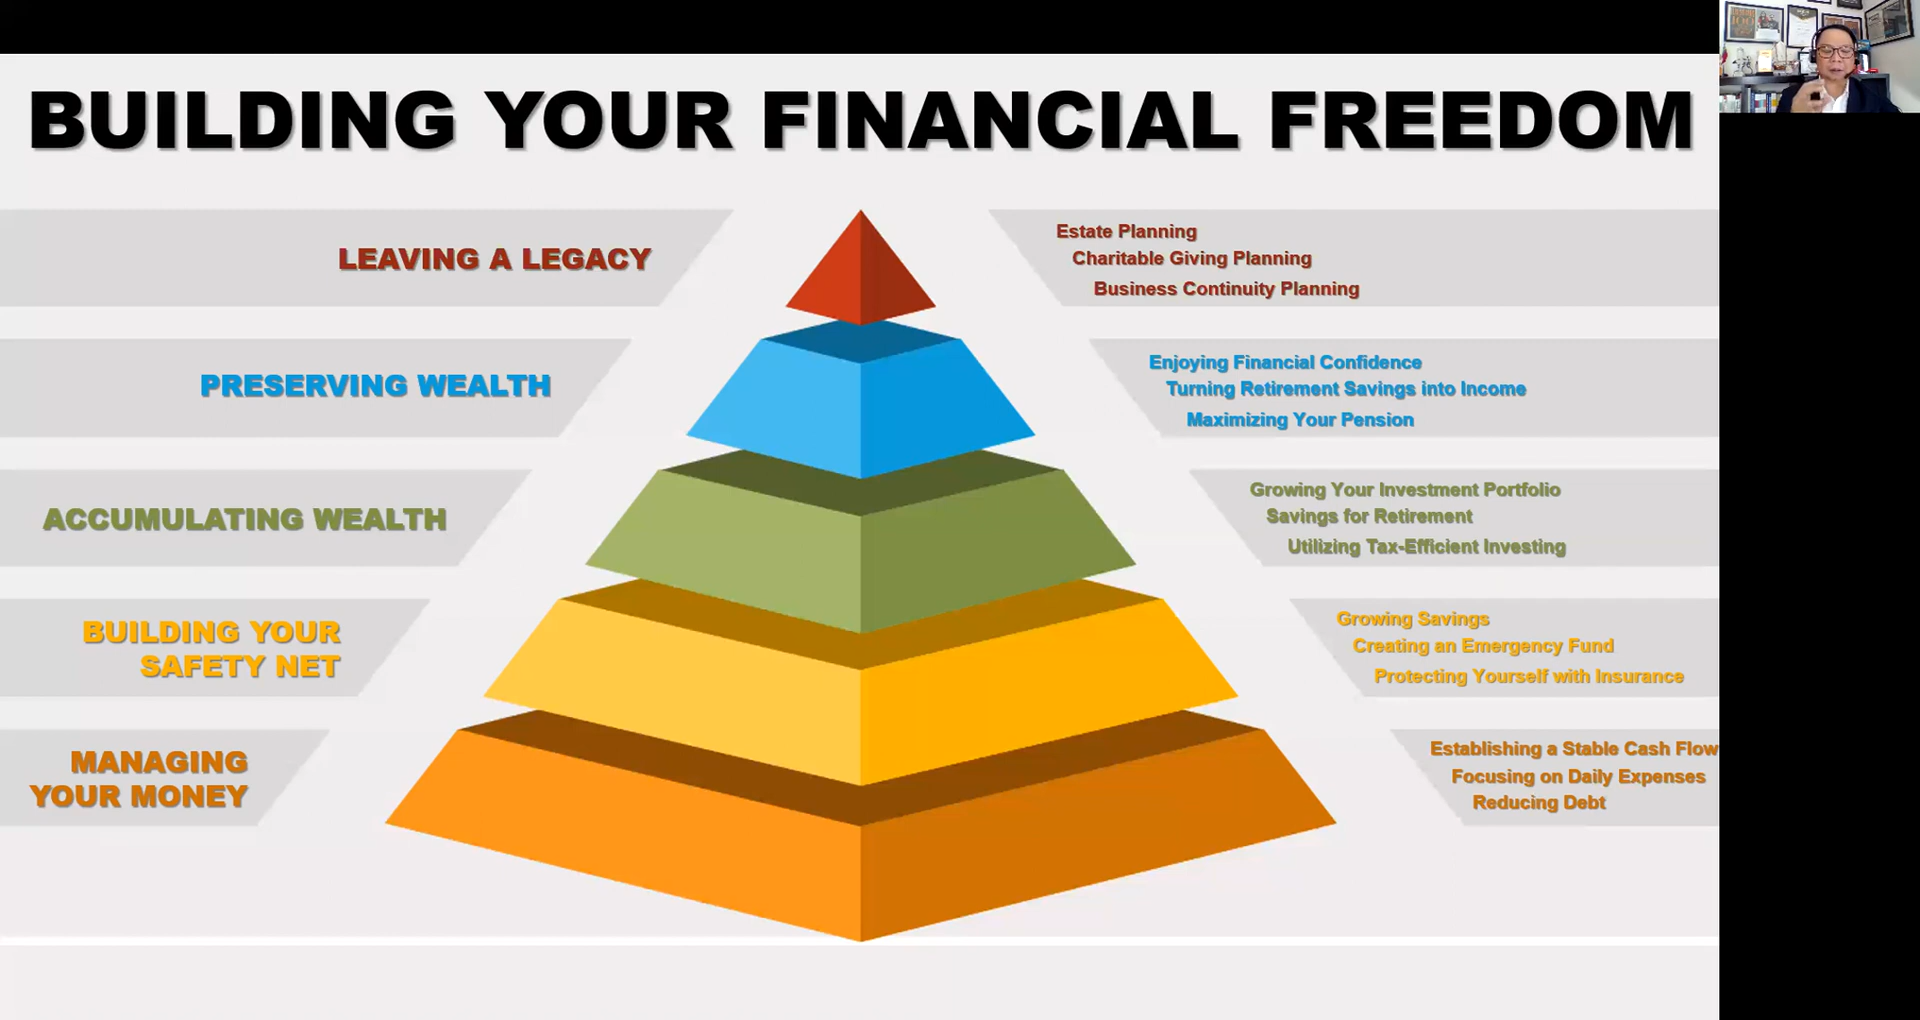 BUILDING YOUR FINANCIAL FREEDOM
LEAVING A LEGACY
Estate Planning
Charitable Giving Planning
Business Continuity Planning
PRESERVING WEALTH
Enjoying Financial Confidence
Turning Retirement Savings into Income
Maximizing Your Pension
ACCUMULATING WEALTH
Growing Your Investment Portfolio
Savings for Retirement
Utilizing Tax-Efficient Investing
BUILDING YOUR
SAFETY NET
Growing Savings
Creating an Emergency Fund
Protecting Yourself with Insurance
MANAGING
YOUR MONEY
Establishing a Stable Cash Flow
Focusing on Daily Expenses
Reducing Debt